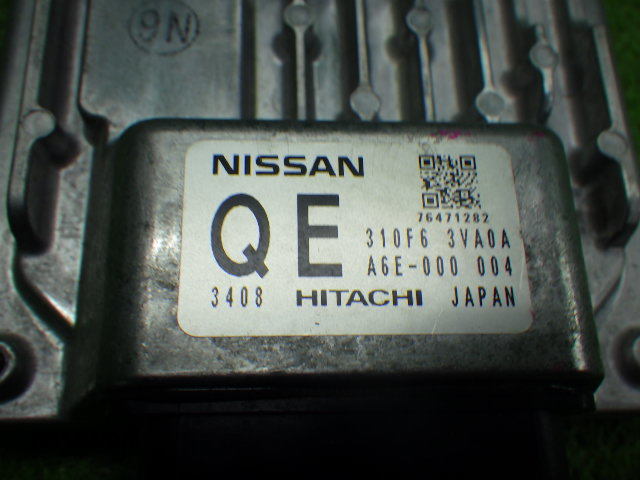 9N
NISSAN
76471282
QE
310F6 3VA0A
A6E-000 004
3408 HITACHI JAPAN